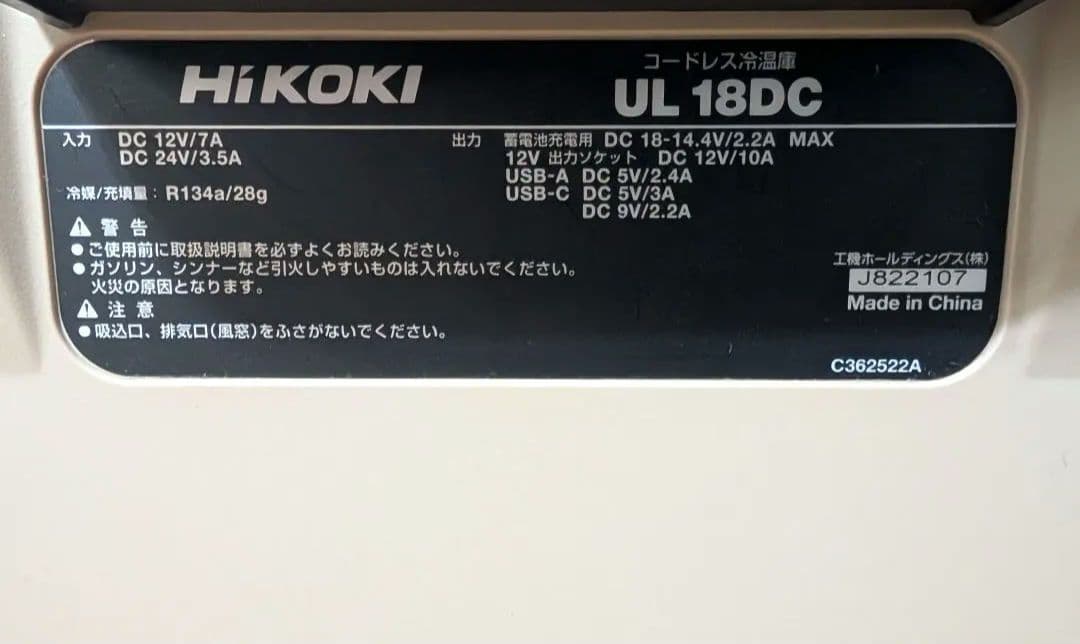 HiKOKI
コードレス冷温庫
UL 18DC
入力 DC 12V/7A
DC 24V/3.5A
冷媒/充填量：R134a/28g
出力 蓄電池充電用 DC 18-14.4V/2.2A MAX
12V 出力ソケット DC 12V/10A
USB-A DC 5V/2.4A
USB-C DC 5V/3A
DC 9V/2.2A
警告
●ご使用前に取扱説明書を必ずよくお読みください。
●ガソリン、シンナーなど引火しやすいものは入れないでください。
火災の原因となります。
注意
●吸込口、排気口(風窓)をふさがないでください。
工機ホールディングス(株)
J822107
Made in China
C362522A